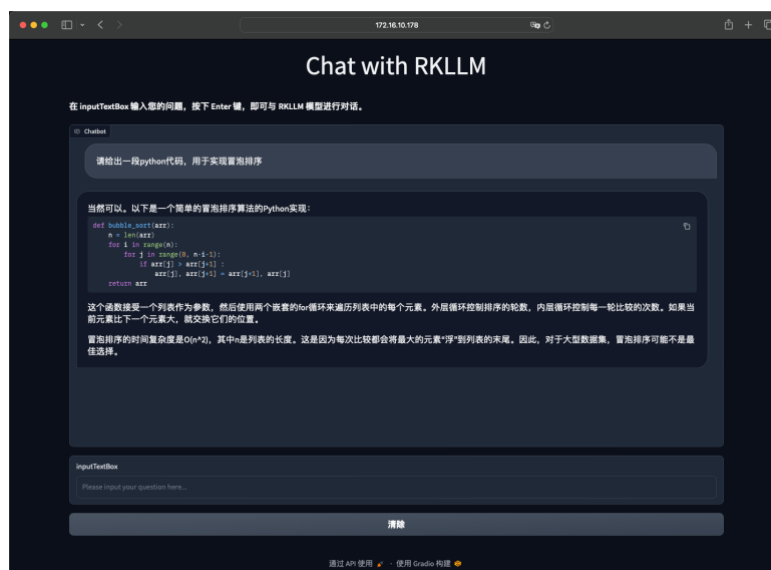 172.16.10.178
Chat with RKLLM
在 inputTextBox 输入您的问题，按下 Enter 键，即可与 RKLLM 模型进行对话。
Chatbot
请给出一段python代码，用于实现冒泡排序
当然可以。以下是一个简单的冒泡排序算法的Python实现：
def bubble_sort(arr):
    n = len(arr)
    for i in range(n):
        for j in range(0, n-i-1):
            if arr[j] > arr[j+1] :
                arr[j], arr[j+1] = arr[j+1], arr[j]
    return arr
这个函数接受一个列表作为参数，然后使用两个嵌套的for循环来遍历列表中的每个元素。外层循环控制排序的轮数，内层循环控制每一轮比较的次数。如果当
前元素比下一个元素大，就交换它们的位置。
冒泡排序的时间复杂度是O(n^2)，其中n是列表的长度。这是因为每次比较都会将最大的元素“浮”到列表的末尾。因此，对于大型数据集，冒泡排序可能不是最
佳选择。
inputTextBox
Please input your question here...
清除
通过 API 使用 · 使用 Gradio 构建